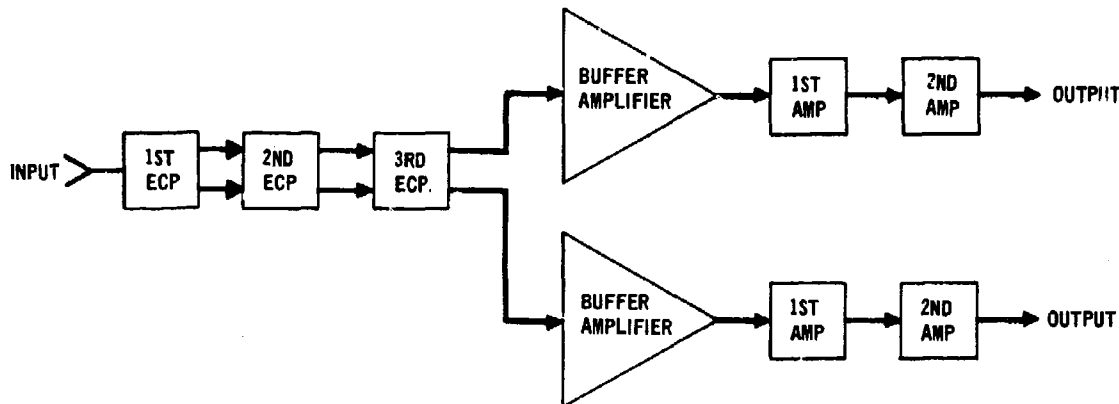 INPUT
1ST
ECP
2ND
ECP
3RD
ECP.
BUFFER
AMPLIFIER
1ST
AMP
2ND
AMP
OUTPUT
BUFFER
AMPLIFIER
1ST
AMP
2ND
AMP
OUTPUT